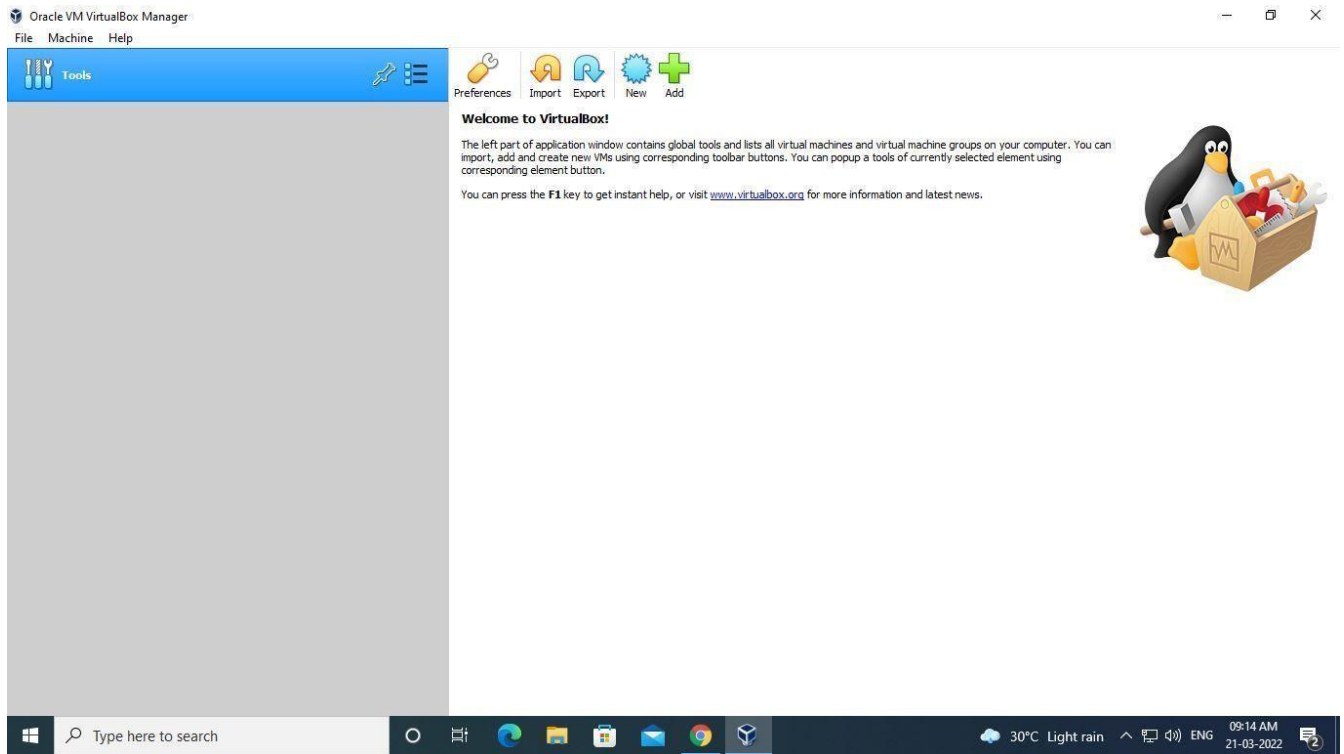 Oracle VM VirtualBox Manager
File Machine Help
Tools
Preferences Import Export New Add
Welcome to VirtualBox!
The left part of application window contains global tools and lists all virtual machines and virtual machine groups on your computer. You can
import, add and create new VMs using corresponding toolbar buttons. You can popup a tools of currently selected element using
corresponding element button.
You can press the F1 key to get instant help, or visit www.virtualbox.org for more information and latest news.
Type here to search
30°C Light rain
ENG
09:14 AM
21-03-2022
2